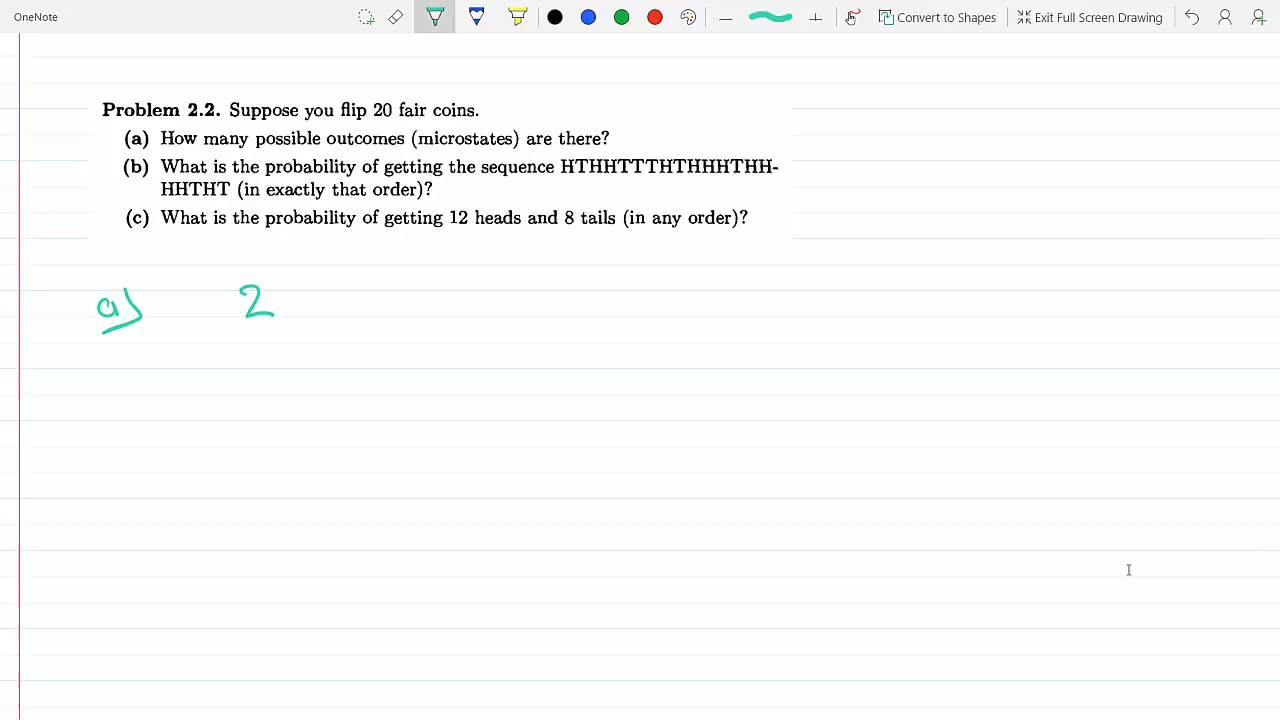 OneNote
Convert to Shapes
Exit Full Screen Drawing
Problem 2.2. Suppose you flip 20 fair coins.
(a) How many possible outcomes (microstates) are there?
(b) What is the probability of getting the sequence HTHHTTTHTHHHTHH-
HHTHT (in exactly that order)?
(c) What is the probability of getting 12 heads and 8 tails (in any order)?
a) 2